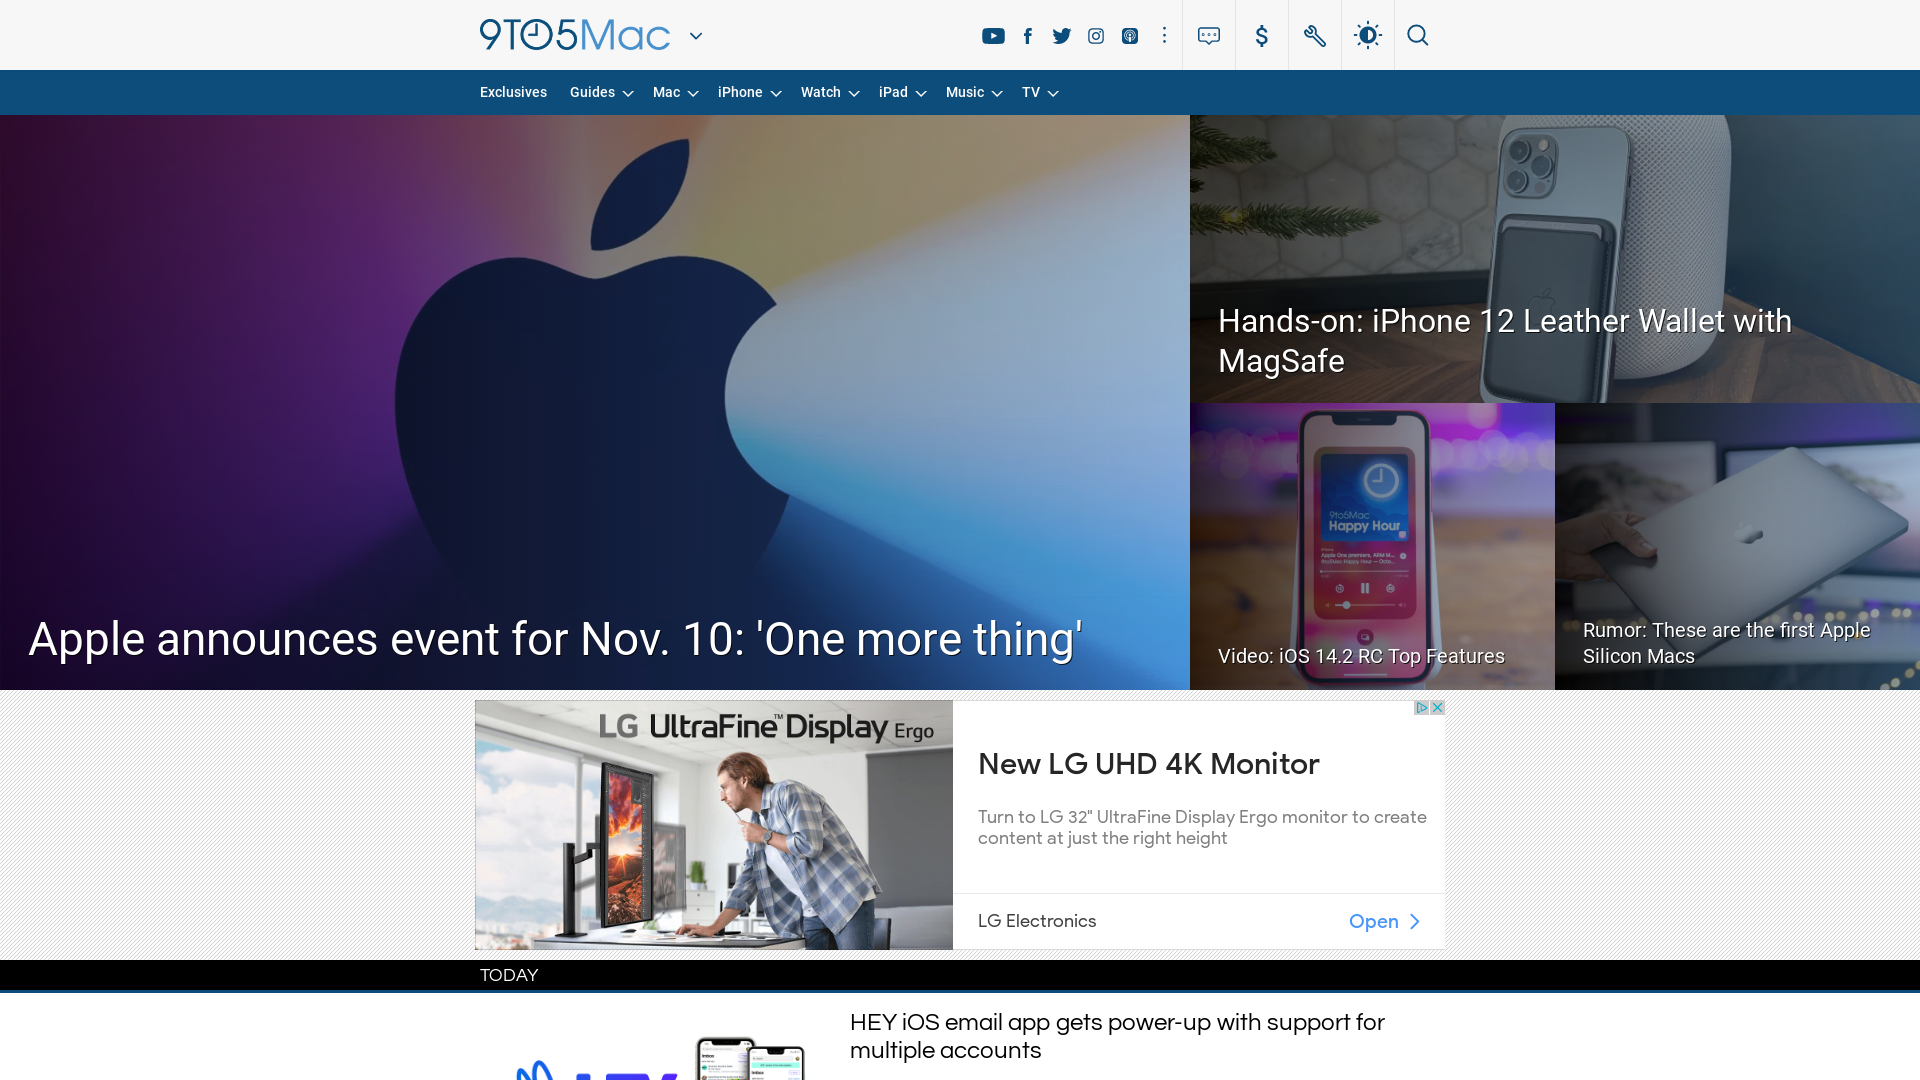 9TO5Mac
Exclusives
Guides
Mac
iPhone
Watch
iPad
Music
TV
Apple announces event for Nov. 10: 'One more thing'
Hands-on: iPhone 12 Leather Wallet with
MagSafe
9to5Mac
Happy Hour
Video: iOS 14.2 RC Top Features
Rumor: These are the first Apple
Silicon Macs
LG UltraFine™ Display Ergo
New LG UHD 4K Monitor
Turn to LG 32" UltraFine Display Ergo monitor to create
content at just the right height
LG Electronics
Open
TODAY
HEY iOS email app gets power-up with support for
multiple accounts